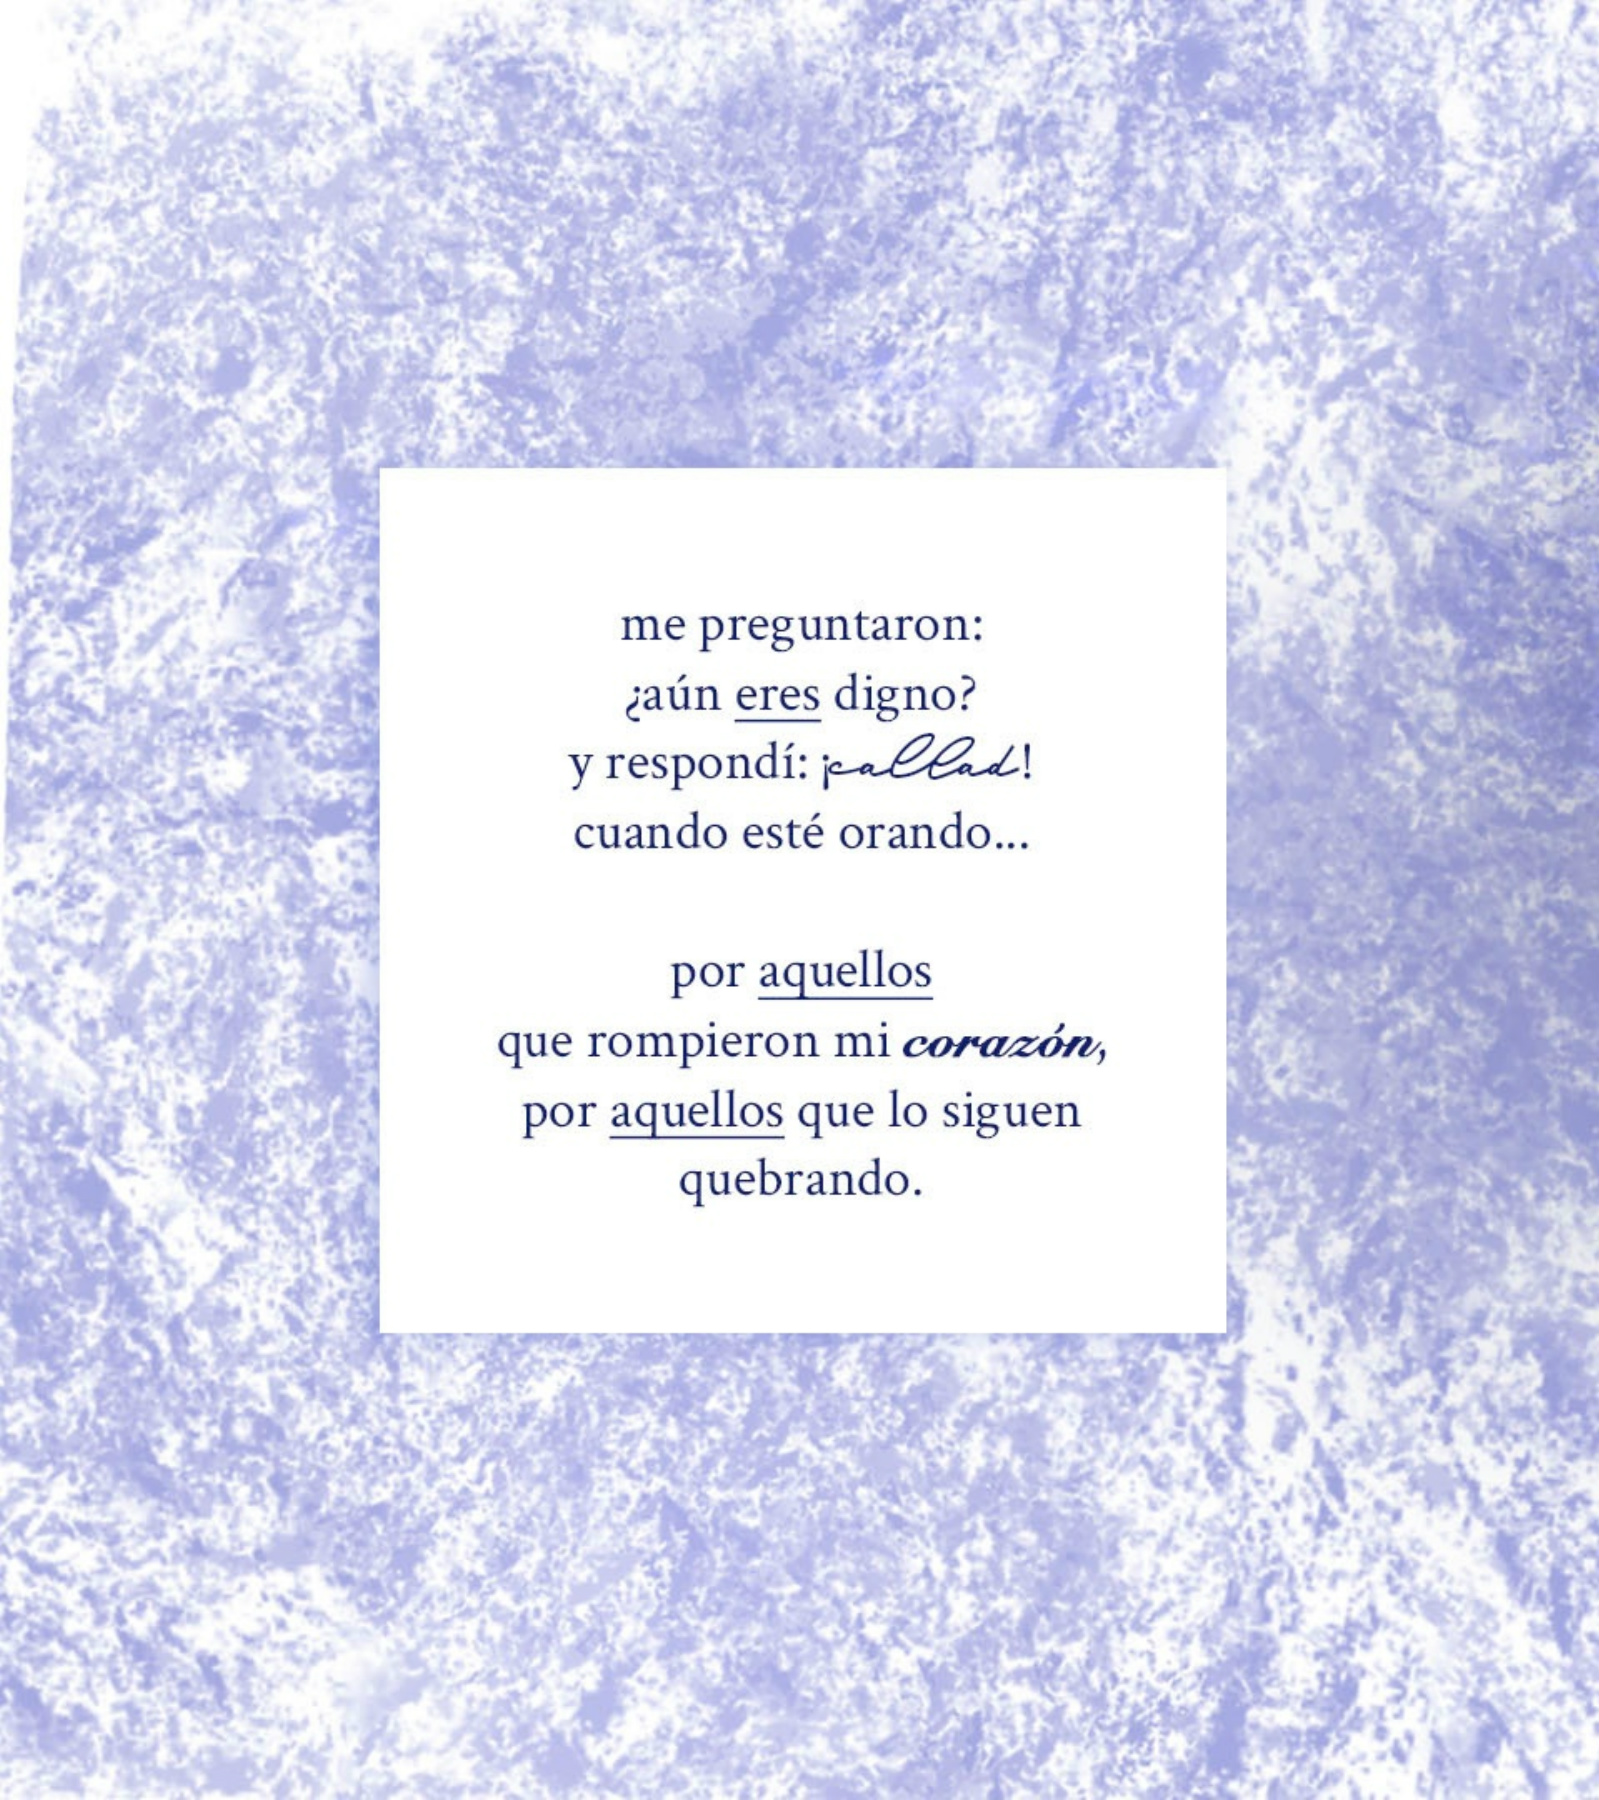 me preguntaron:
¿aún eres digno?
y respondí: ¡callad!
cuando esté orando...
por aquellos
que rompieron mi corazón,
por aquellos que lo siguen
quebrando.